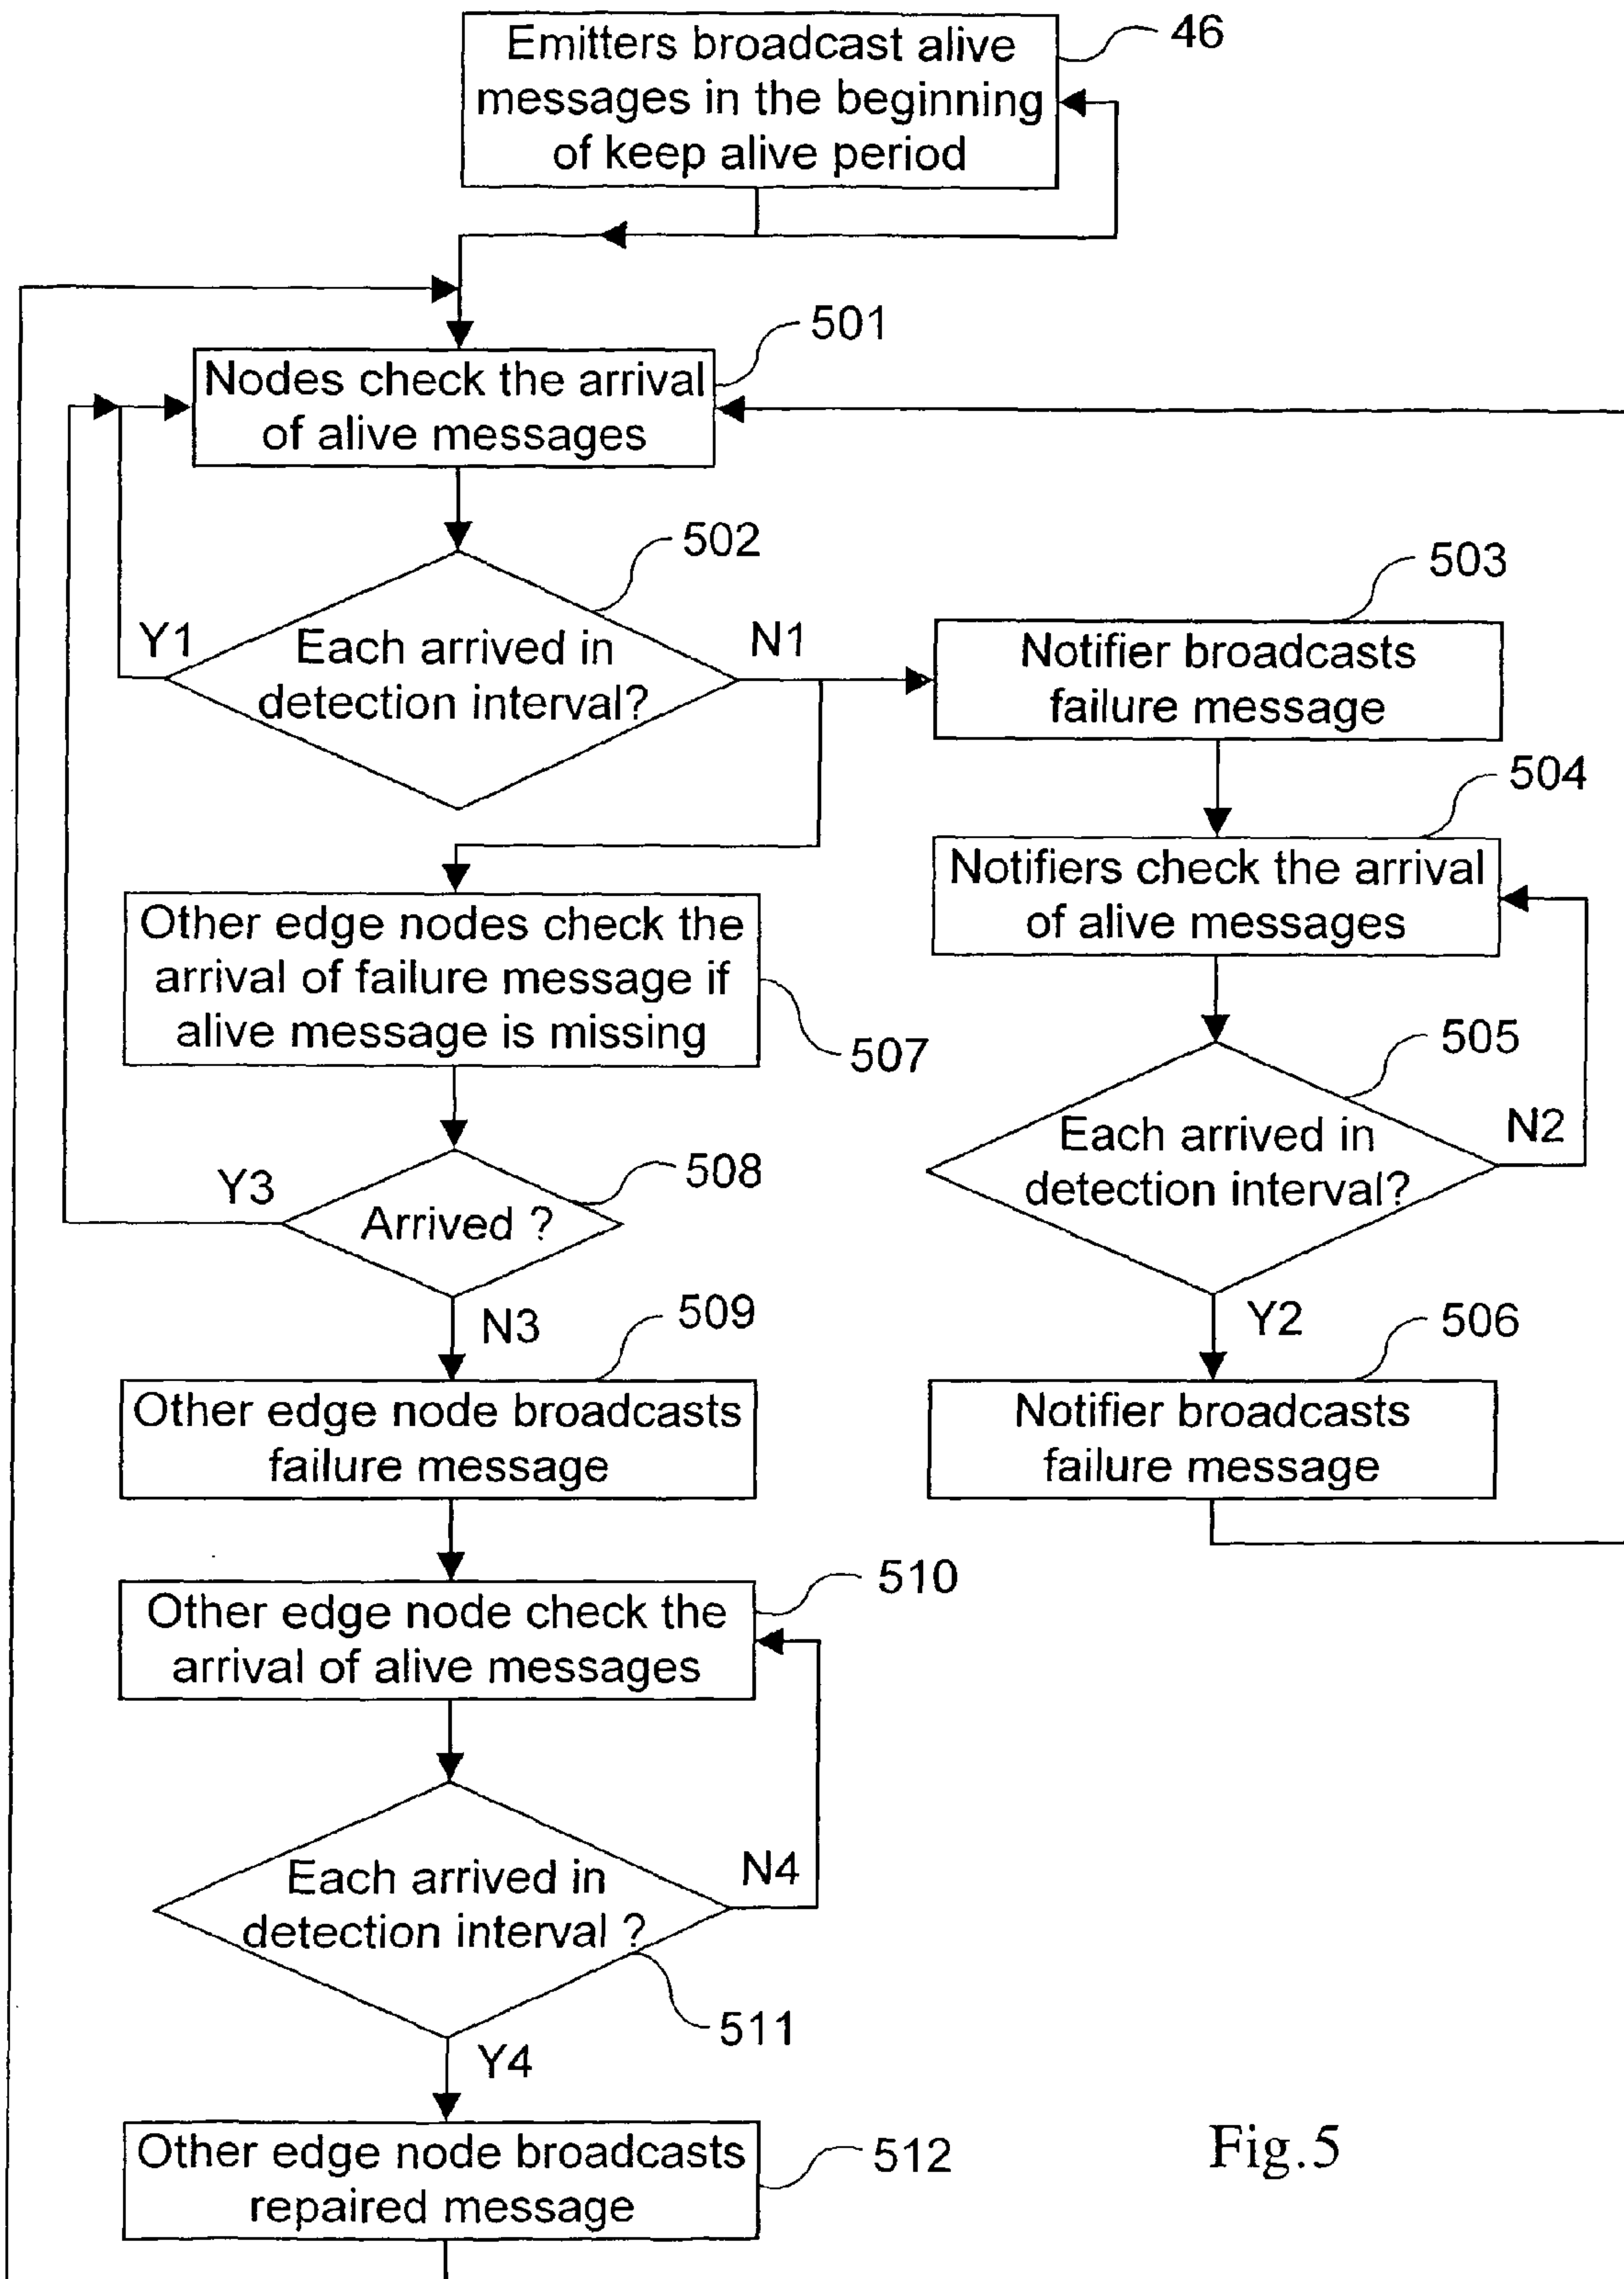 Emitters broadcast alive
messages in the beginning
of keep alive period
46
Nodes check the arrival
of alive messages
501
Each arrived in
detection interval?
502
Y1
N1
Notifier broadcasts
failure message
503
Notifiers check the arrival
of alive messages
504
Each arrived in
detection interval?
505
N2
Y2
Notifier broadcasts
failure message
506
Other edge nodes check the
arrival of failure message if
alive message is missing
507
Arrived ?
508
Y3
N3
Other edge node broadcasts
failure message
509
Other edge node check the
arrival of alive messages
510
Each arrived in
detection interval ?
511
N4
Y4
Other edge node broadcasts
repaired message
512
Fig.5